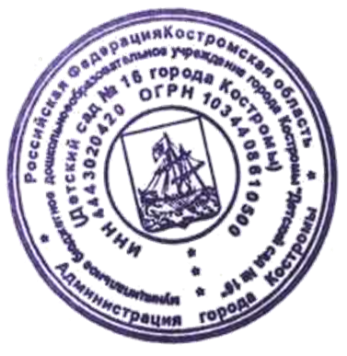 Российская Федерация Костромская область
* Администрация города Костромы *
муниципальное бюджетное дошкольное образовательное учреждение города Костромы "Детский сад № 16"
(Детский сад № 16 города Костромы)
ИНН 4443020420 ОГРН 1034408610500